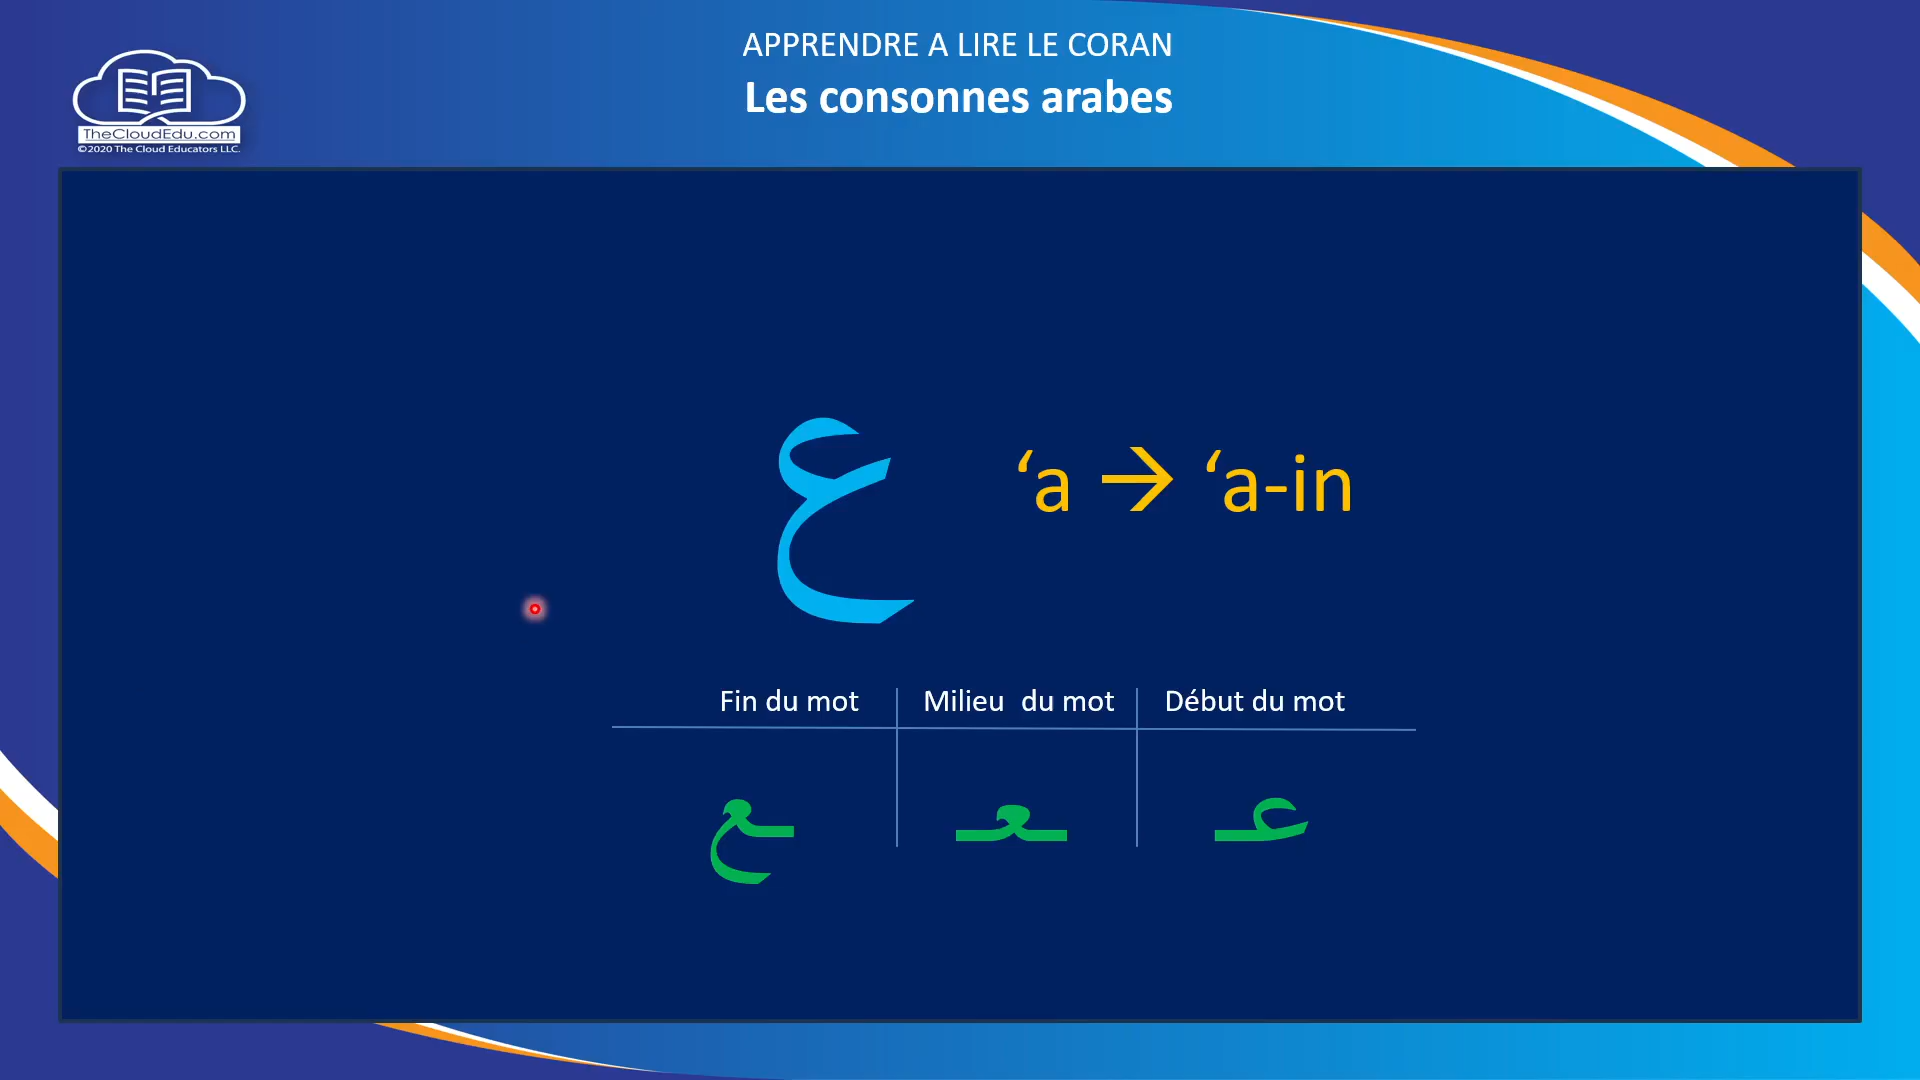 APPRENDRE A LIRE LE CORAN
Les consonnes arabes
TheCloudEdu.com
©2020 The Cloud Educators LLC.
ع ‘a → ‘a-in
Fin du mot Milieu du mot Début du mot
ـع ـعـ عـ